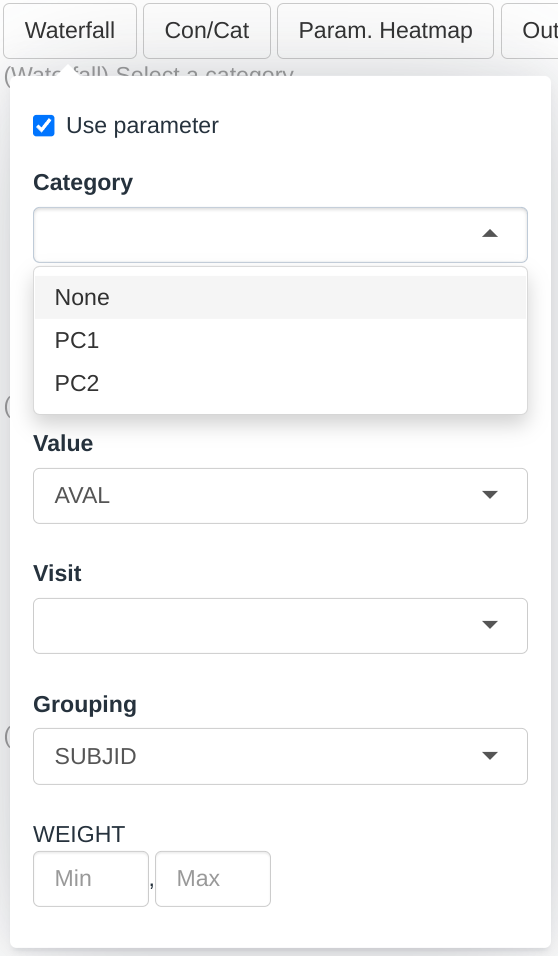 Waterfall Con/Cat Param. Heatmap Out
(Waterfall) Select a category
Use parameter
Category
None
PC1
PC2
(
Value
AVAL
Visit
Grouping
SUBJID
(
WEIGHT
Min , Max